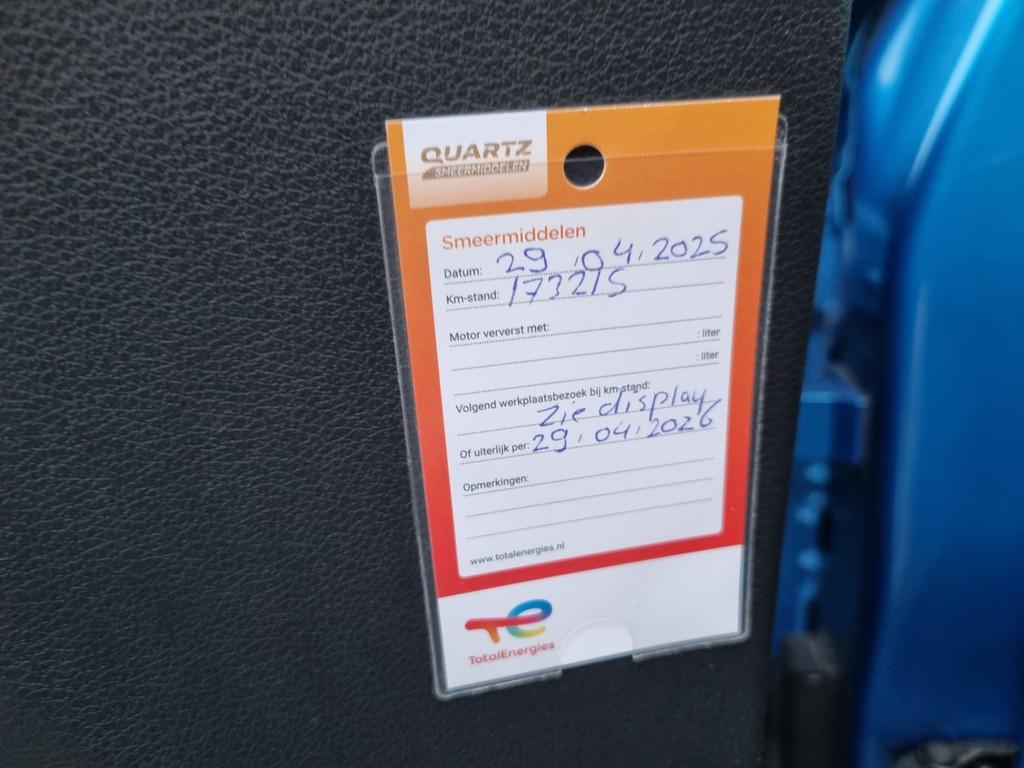 QUARTZ
SMEERMIDDELEN
Smeermiddelen
Datum: 29.04.2025
Km-stand: 173215
Motor ververst met:
: liter
: liter
Volgend werkplaatsbezoek bij km-stand:
Zie display
Of uiterlijk per: 29.04.2026
Opmerkingen:
www.totalenergies.nl
TotalEnergies